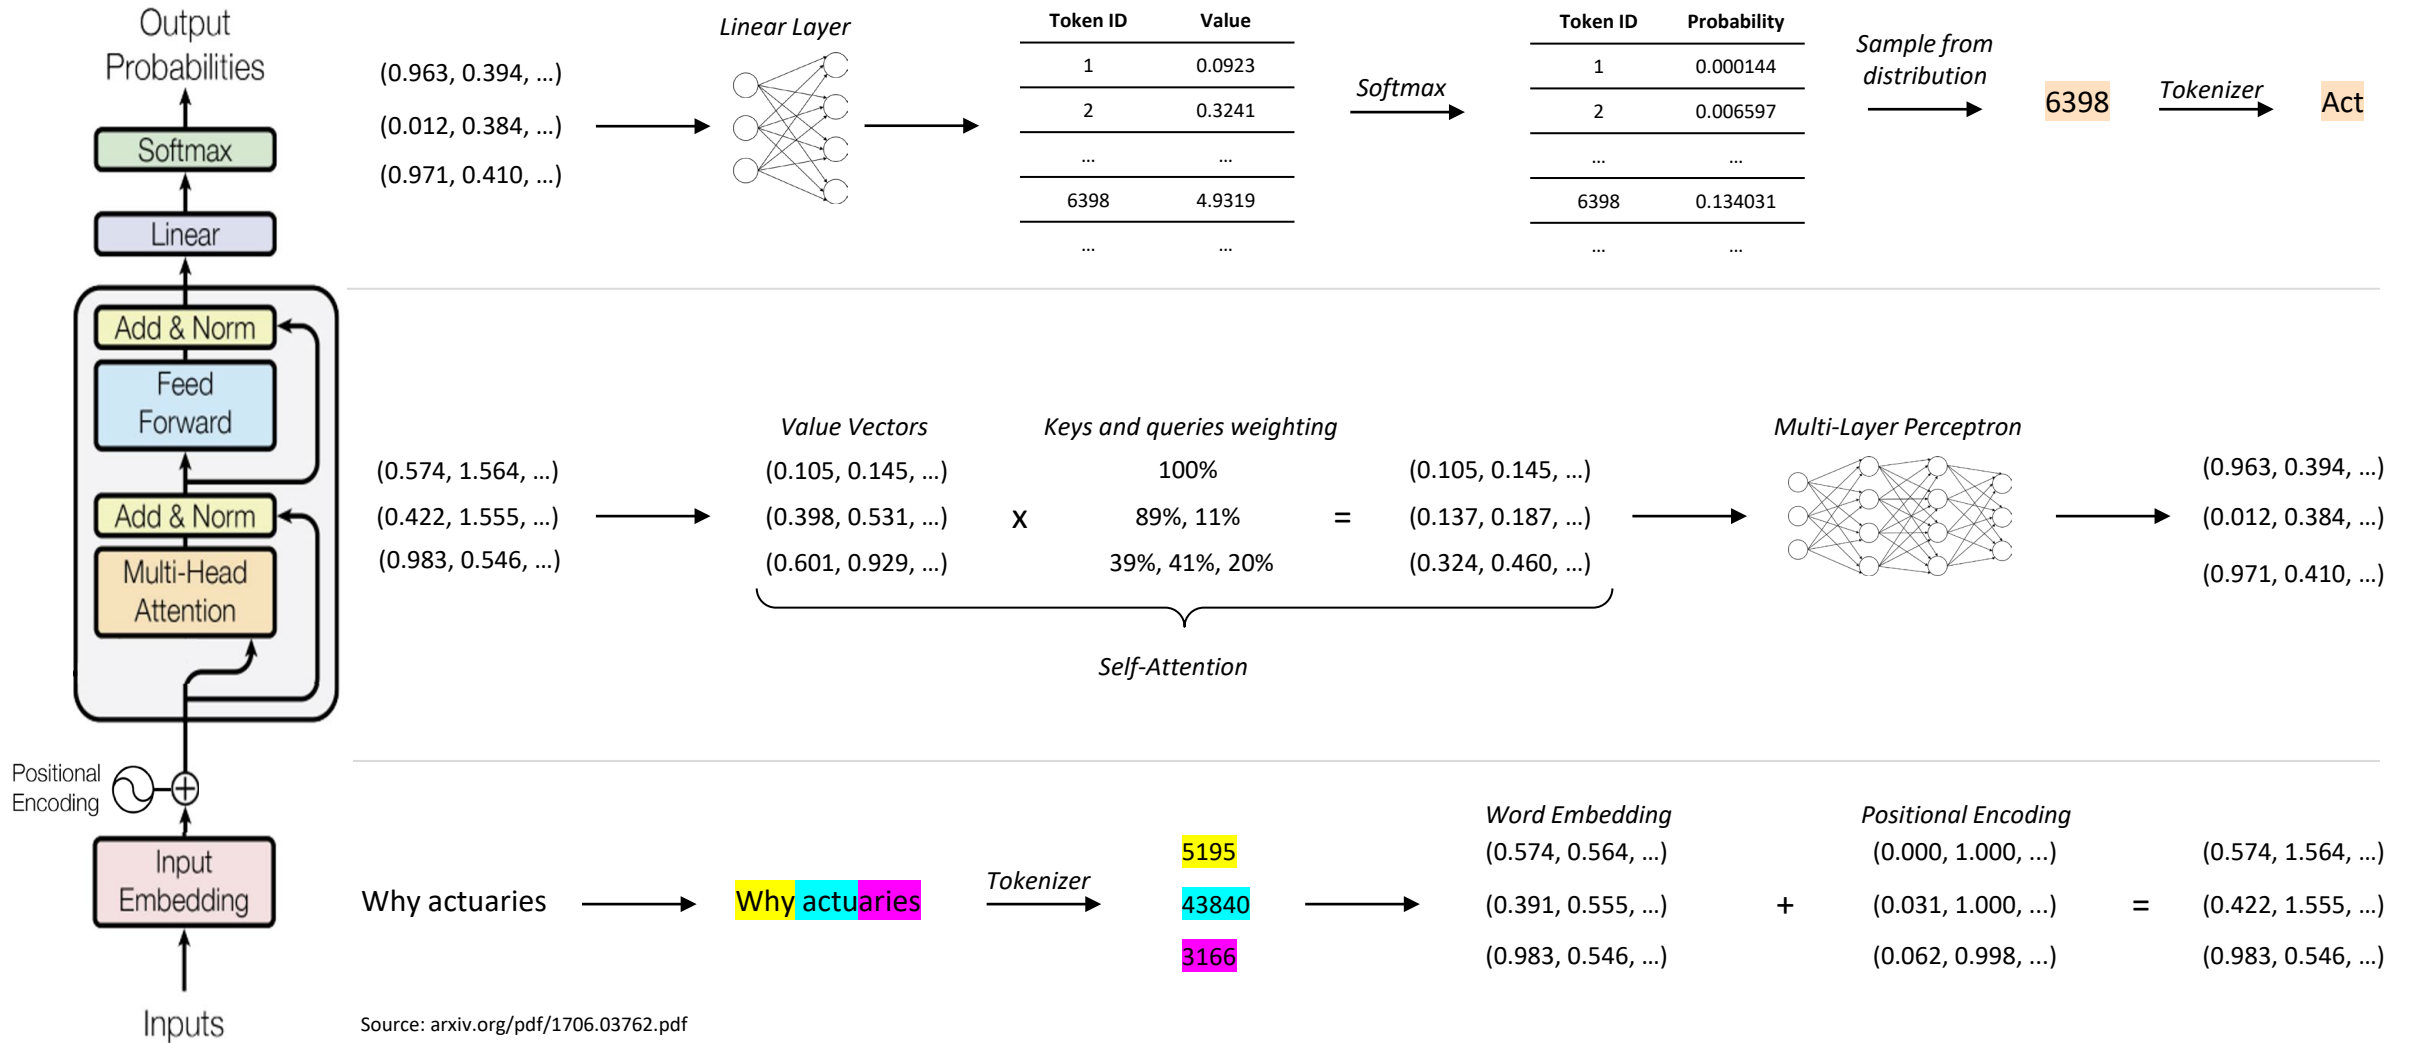 Output
Probabilities
Softmax
Linear
Add & Norm
Feed
Forward
Add & Norm
Multi-Head
Attention
Positional
Encoding
Input
Embedding
Inputs
(0.963, 0.394, ...)
(0.012, 0.384, ...)
(0.971, 0.410, ...)
Linear Layer
Token ID Value
1 0.0923
2 0.3241
... ...
6398 4.9319
... ...
Softmax
Token ID Probability
1 0.000144
2 0.006597
... ...
6398 0.134031
... ...
Sample from
distribution
6398
Tokenizer
Act
(0.574, 1.564, ...)
(0.422, 1.555, ...)
(0.983, 0.546, ...)
Value Vectors
(0.105, 0.145, ...)
(0.398, 0.531, ...)
(0.601, 0.929, ...)
x
Keys and queries weighting
100%
89%, 11%
39%, 41%, 20%
=
(0.105, 0.145, ...)
(0.137, 0.187, ...)
(0.324, 0.460, ...)
Self-Attention
Multi-Layer Perceptron
(0.963, 0.394, ...)
(0.012, 0.384, ...)
(0.971, 0.410, ...)
Why actuaries
Why actuaries
Tokenizer
5195
43840
3166
Word Embedding
(0.574, 0.564, ...)
(0.391, 0.555, ...)
(0.983, 0.546, ...)
+
Positional Encoding
(0.000, 1.000, ...)
(0.031, 1.000, ...)
(0.062, 0.998, ...)
=
(0.574, 1.564, ...)
(0.422, 1.555, ...)
(0.983, 0.546, ...)
Source: arxiv.org/pdf/1706.03762.pdf